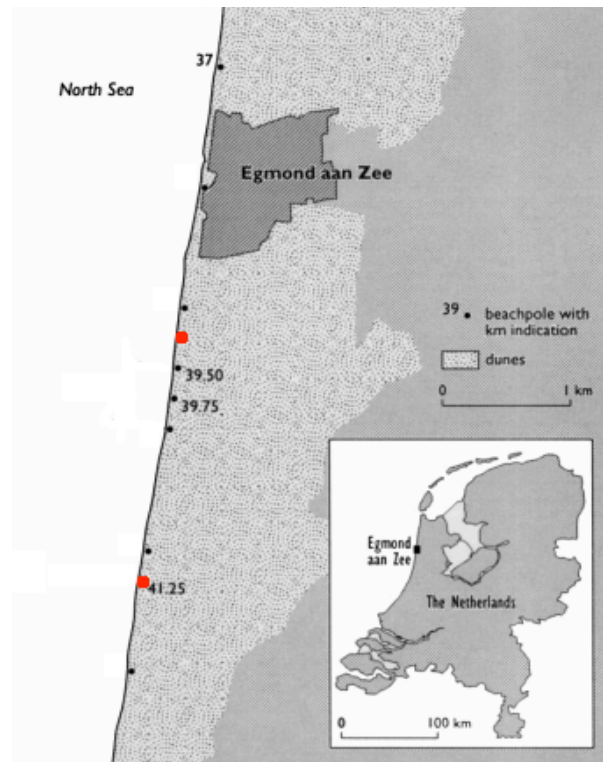 37
North Sea
Egmond aan Zee
39 beachpole with
km indication
dunes
0 1 km
39.50
39.75
41.25
Egmond
aan Zee
The Netherlands
0 100 km